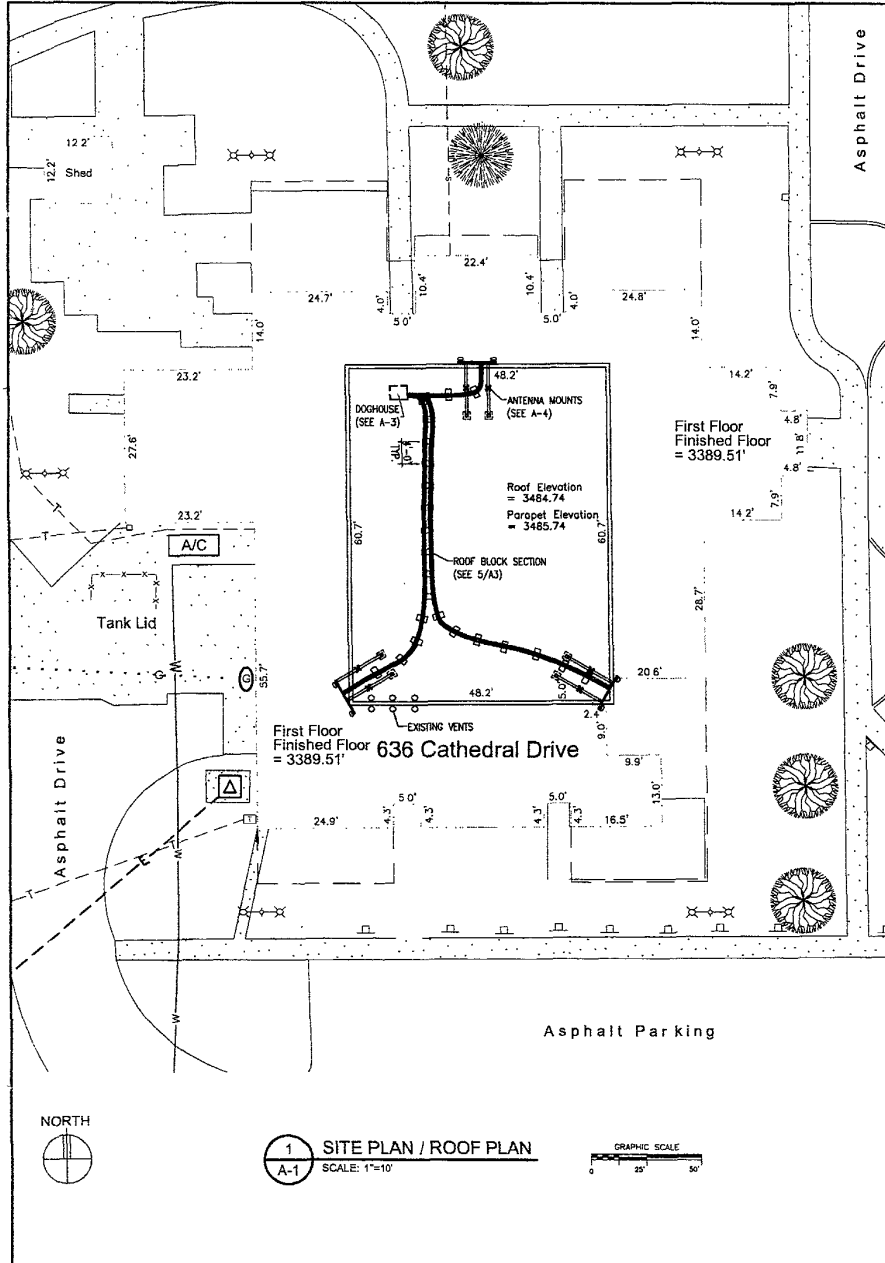 Asphalt Drive
12.2'
12.2'
Shed
S
22.4'
24.7'
4.0'
10.4'
10.4'
4.0'
24.8'
5.0'
5.0'
14.0'
14.0'
23.2'
48.2'
14.2'
7.9'
DOGHOUSE
(SEE A-3)
ANTENNA MOUNTS
(SEE A-4)
4.8'
11.8'
4.8'
First Floor
Finished Floor
= 3389.51'
27.6'
TYP.
Roof Elevation
= 3484.74
Parapet Elevation
= 3485.74
7.9'
14.2'
23.2'
T
T
A/C
60.7'
60.7'
ROOF BLOCK SECTION
(SEE 5/A3)
28.7'
X X X
X
X
Tank Lid
W
G
G
55.7'
48.2'
5.0'
20.6'
2.4'
EXISTING VENTS
9.0'
First Floor
Finished Floor
= 3389.51'
636 Cathedral Drive
9.9'
13.0'
Asphalt Drive
5.0'
5.0'
4.3'
4.3'
4.3'
24.9'
16.5'
T
T
E
W
T
W
Asphalt Parking
NORTH
1
A-1
SITE PLAN / ROOF PLAN
SCALE: 1"=10'
GRAPHIC SCALE
0 25' 50'